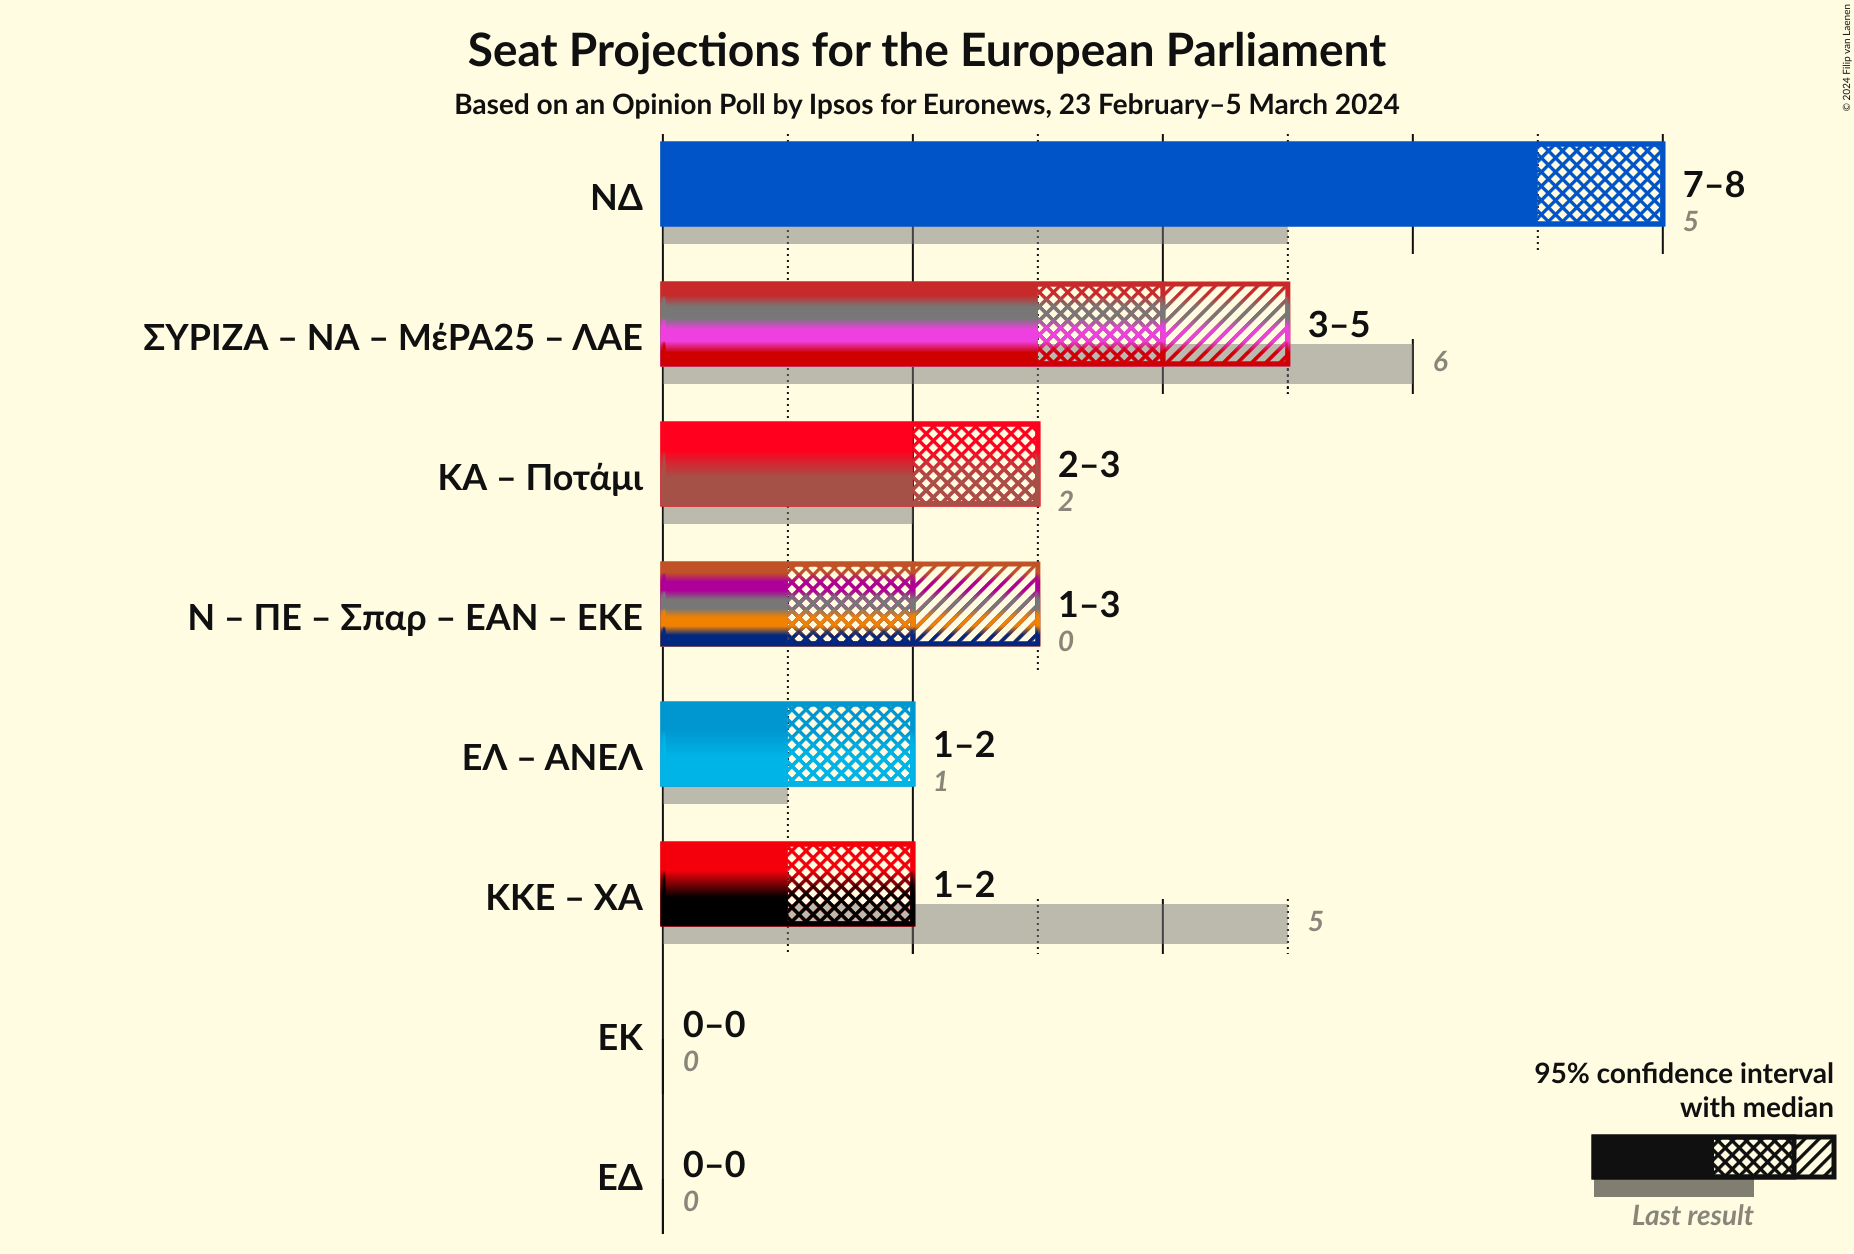 Seat Projections for the European Parliament
Based on an Opinion Poll by Ipsos for Euronews, 23 February–5 March 2024
© 2024 Filip van Laenen
ΝΔ
7–8
5
ΣΥΡΙΖΑ – ΝΑ – ΜέΡΑ25 – ΛΑΕ
3–5
6
ΚΑ – Ποτάμι
2–3
2
Ν – ΠΕ – Σπαρ – ΕΑΝ – ΕΚΕ
1–3
0
ΕΛ – ΑΝΕΛ
1–2
1
ΚΚΕ – ΧΑ
1–2
5
ΕΚ
0–0
0
ΕΔ
0–0
0
95% confidence interval
with median
Last result